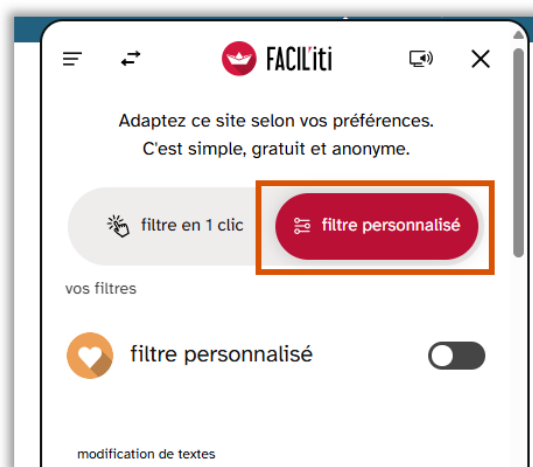 FACIL'iti
Adaptez ce site selon vos préférences.
C'est simple, gratuit et anonyme.
filtre en 1 clic
filtre personnalisé
vos filtres
filtre personnalisé
modification de textes